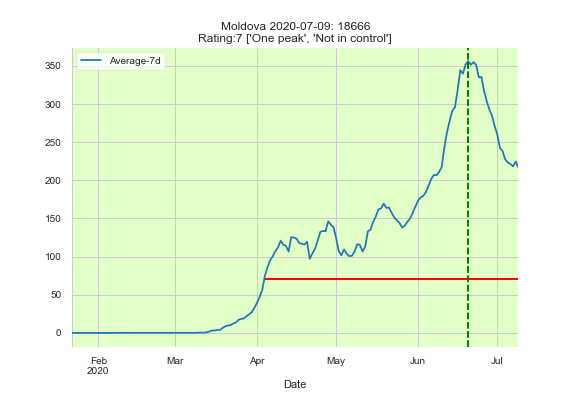 Moldova 2020-07-09: 18666
Rating:7 ['One peak', 'Not in control']
Average-7d
350
300
250
200
150
100
50
0
Feb
2020
Mar
Apr
May
Jun
Jul
Date